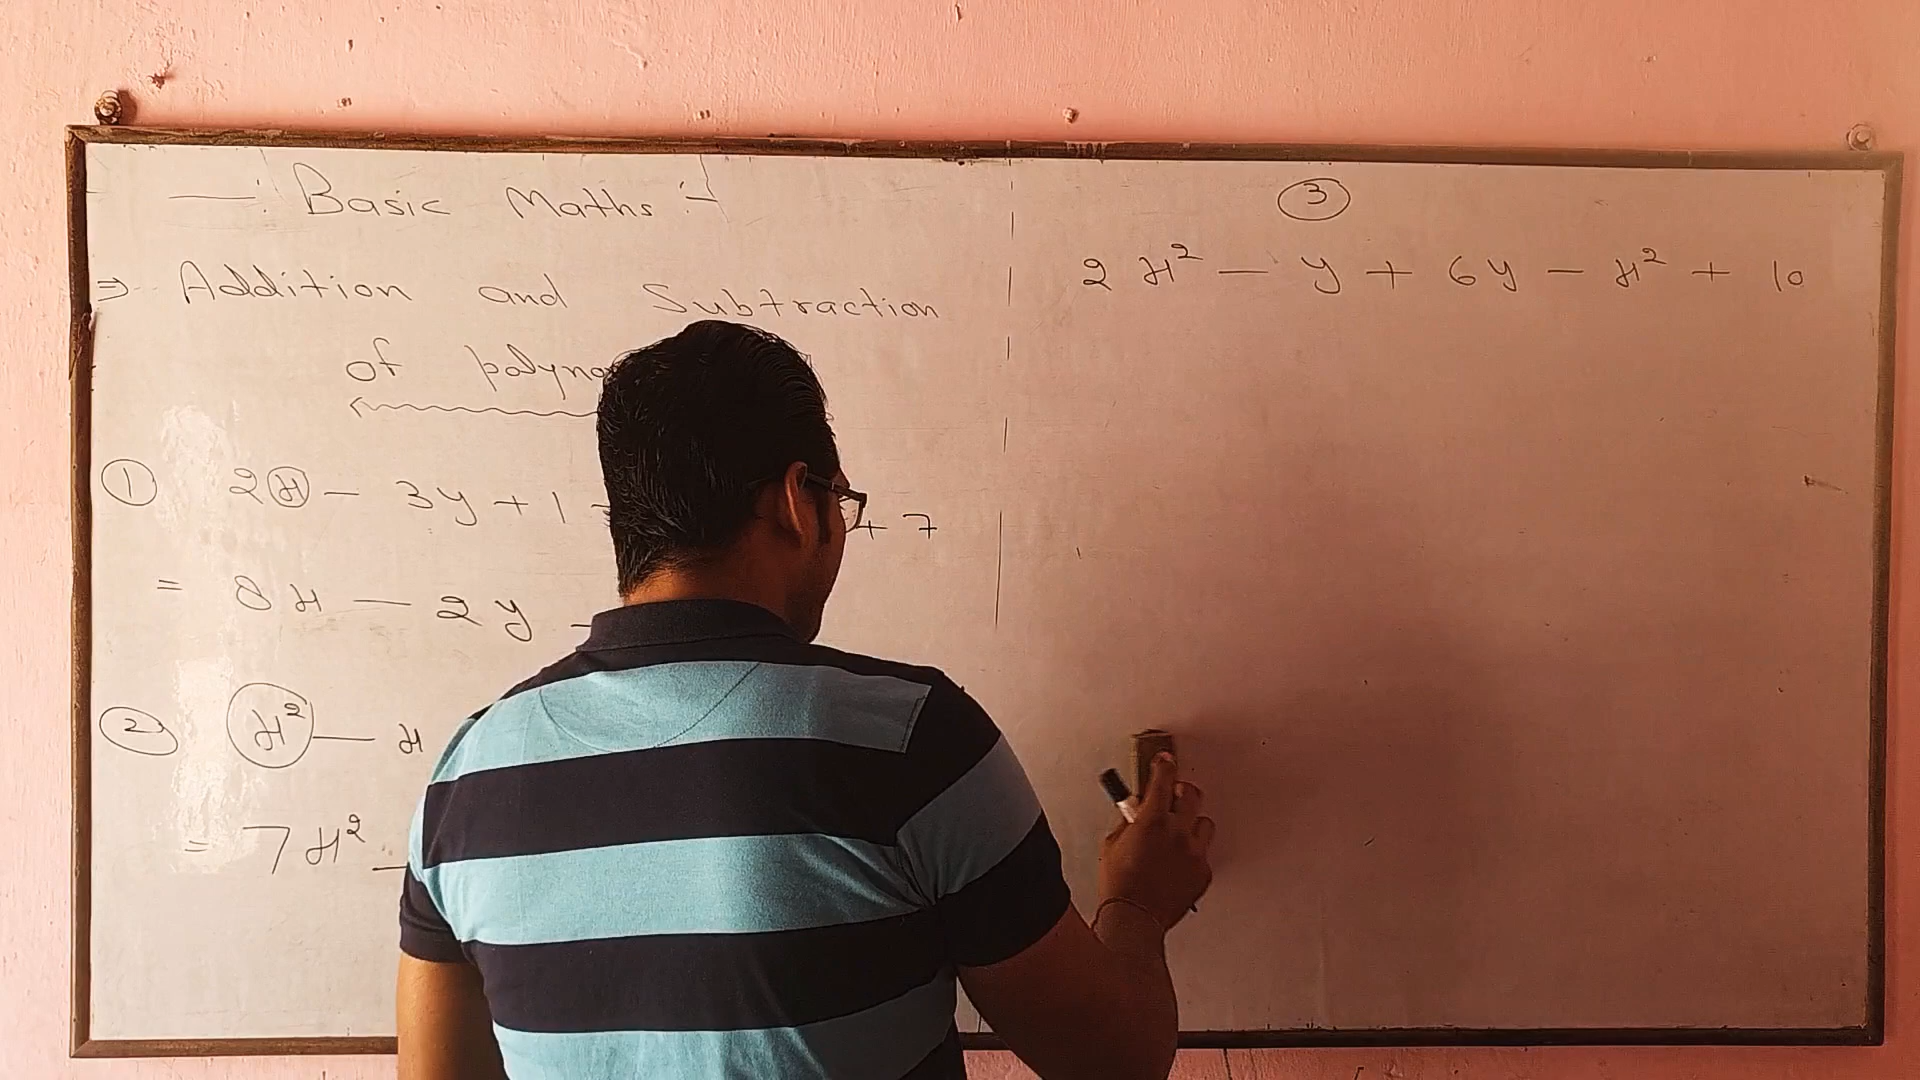 —: Basic Maths :-
⇒ Addition and Subtraction
of
① 2x - 3y + 1 + 7
= 8x - 2y -
② x² - x
= 7x² -
③
2x² - y + 6y - x² + 10